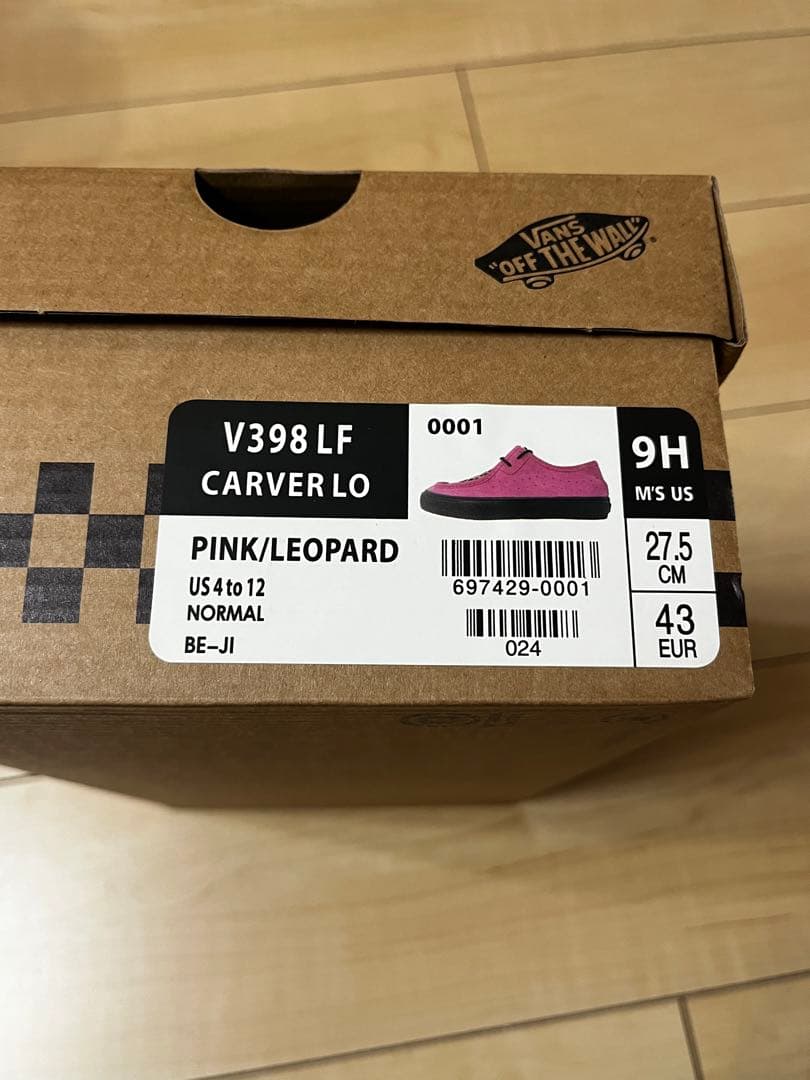 VANS
"OFF THE WALL"
V398 LF
CARVER LO
0001
9H
M'S US
PINK/LEOPARD
US 4 to 12
NORMAL
BE-JI
697429-0001
024
27.5
CM
43
EUR